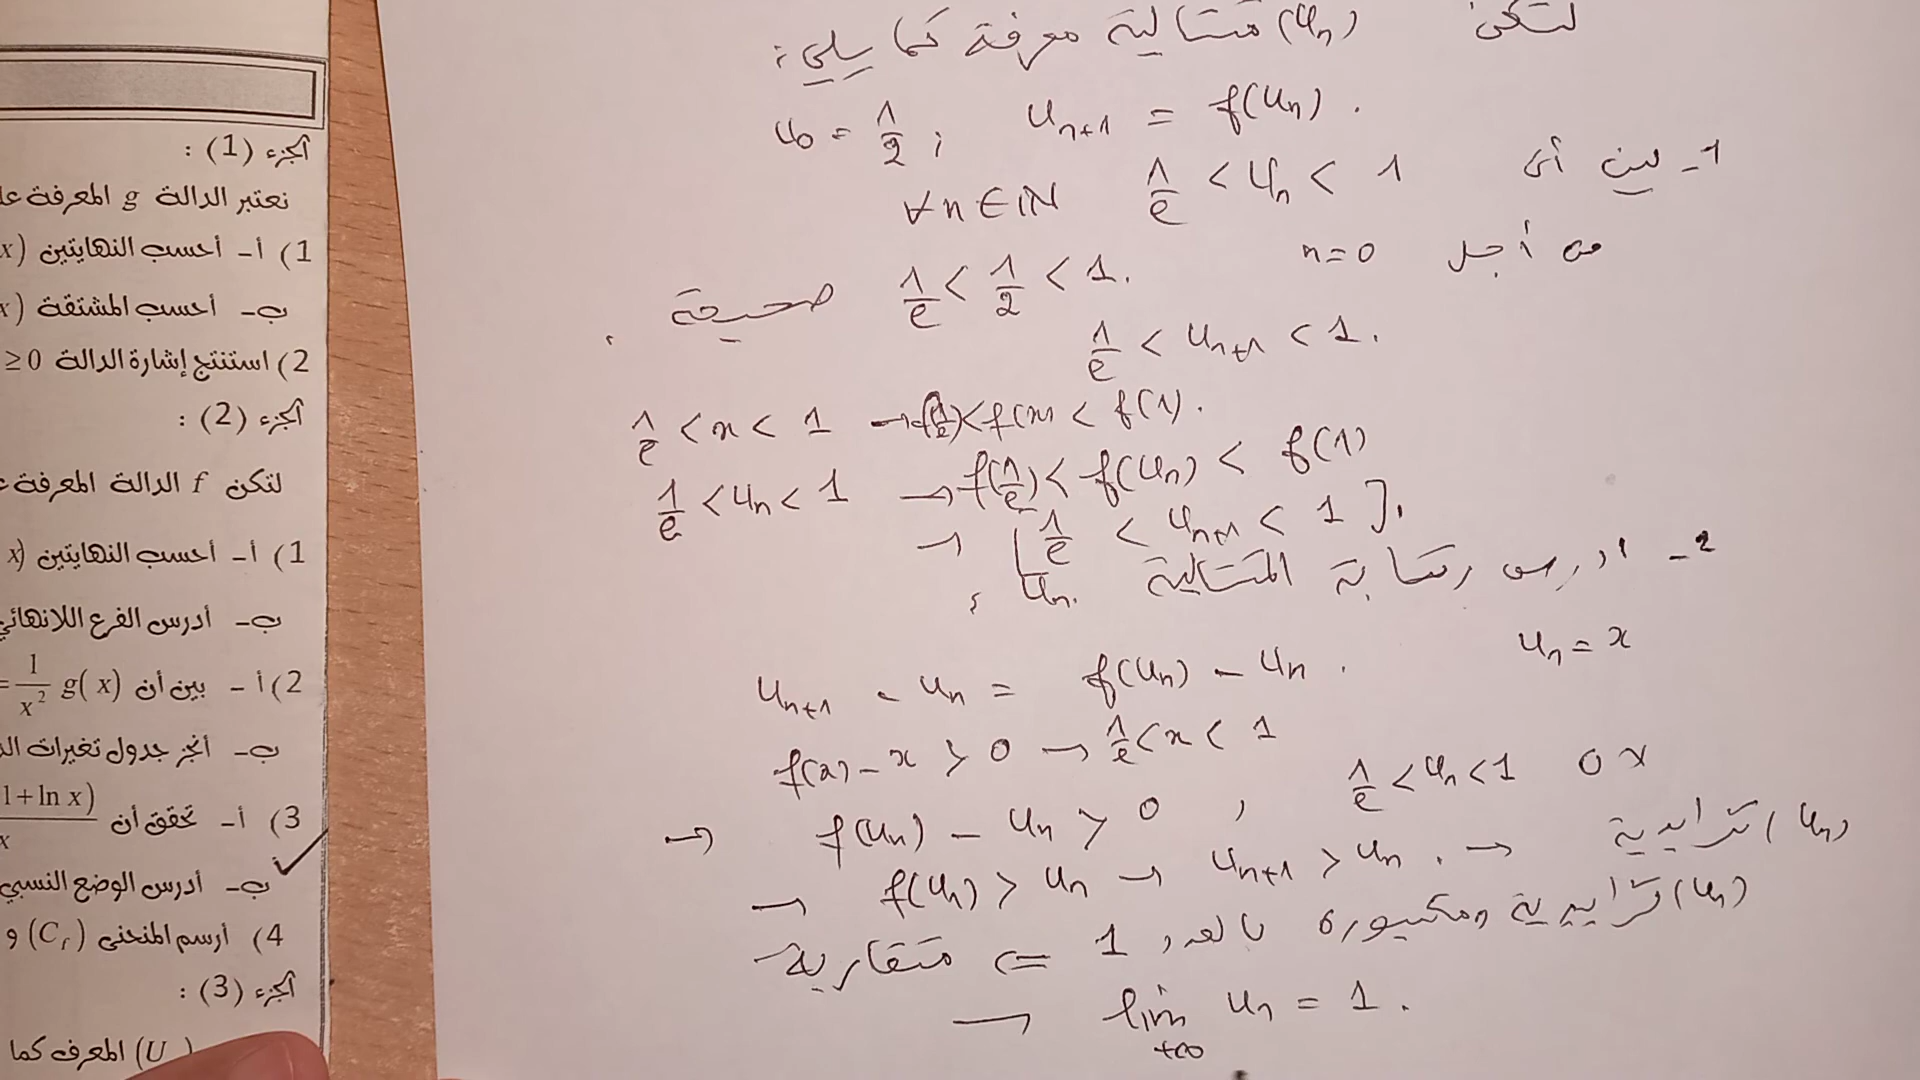 لتكن (Un) متتالية معرفة كما يلي:
U0 = 1/2 ; Un+1 = f(Un) .
1- بين أن 1/e < Un < 1 ∀n∈IN
من أجل n=0 1/e < 1/2 < 1. صحيحة .
1/e < Un+1 < 1.
1/e < x < 1 → f(1/e) < f(x) < f(1).
1/e < Un < 1 → f(1/e) < f(Un) < f(1)
→ [1/e < Un+1 < 1].
2- ادرس رتابة المتتالية Un.
Un+1 - Un = f(Un) - Un . Un = x
f(x) - x > 0 → 1/e < x < 1
→ f(Un) - Un > 0 , 1/e < Un < 1
→ f(Un) > Un → Un+1 > Un . → (Un) تزايدية
(Un) تزايدية ومكبورة بالعدد 1 => متقاربة
→ lim Un = 1 .
+∞
الجزء (1) :
نعتبر الدالة g المعرفة
1) أ- أحسب النهايتين (x
ب- أحسب المشتقة (x
2) استنتج إشارة الدالة ≥0
الجزء (2) :
لتكن f الدالة المعرفة
1) أ- أحسب النهايتين (x
ب- أدرس الفرع اللانهائي
2) أ- بين أن = 1/x² g(x)
ب- أنجز جدول تغيرات
3) أ- تحقق أن 1+ln x)/x
ب- أدرس الوضع النسبي
4) أرسم المنحنى (Cf) و
الجزء (3) :
(U المعرف كما